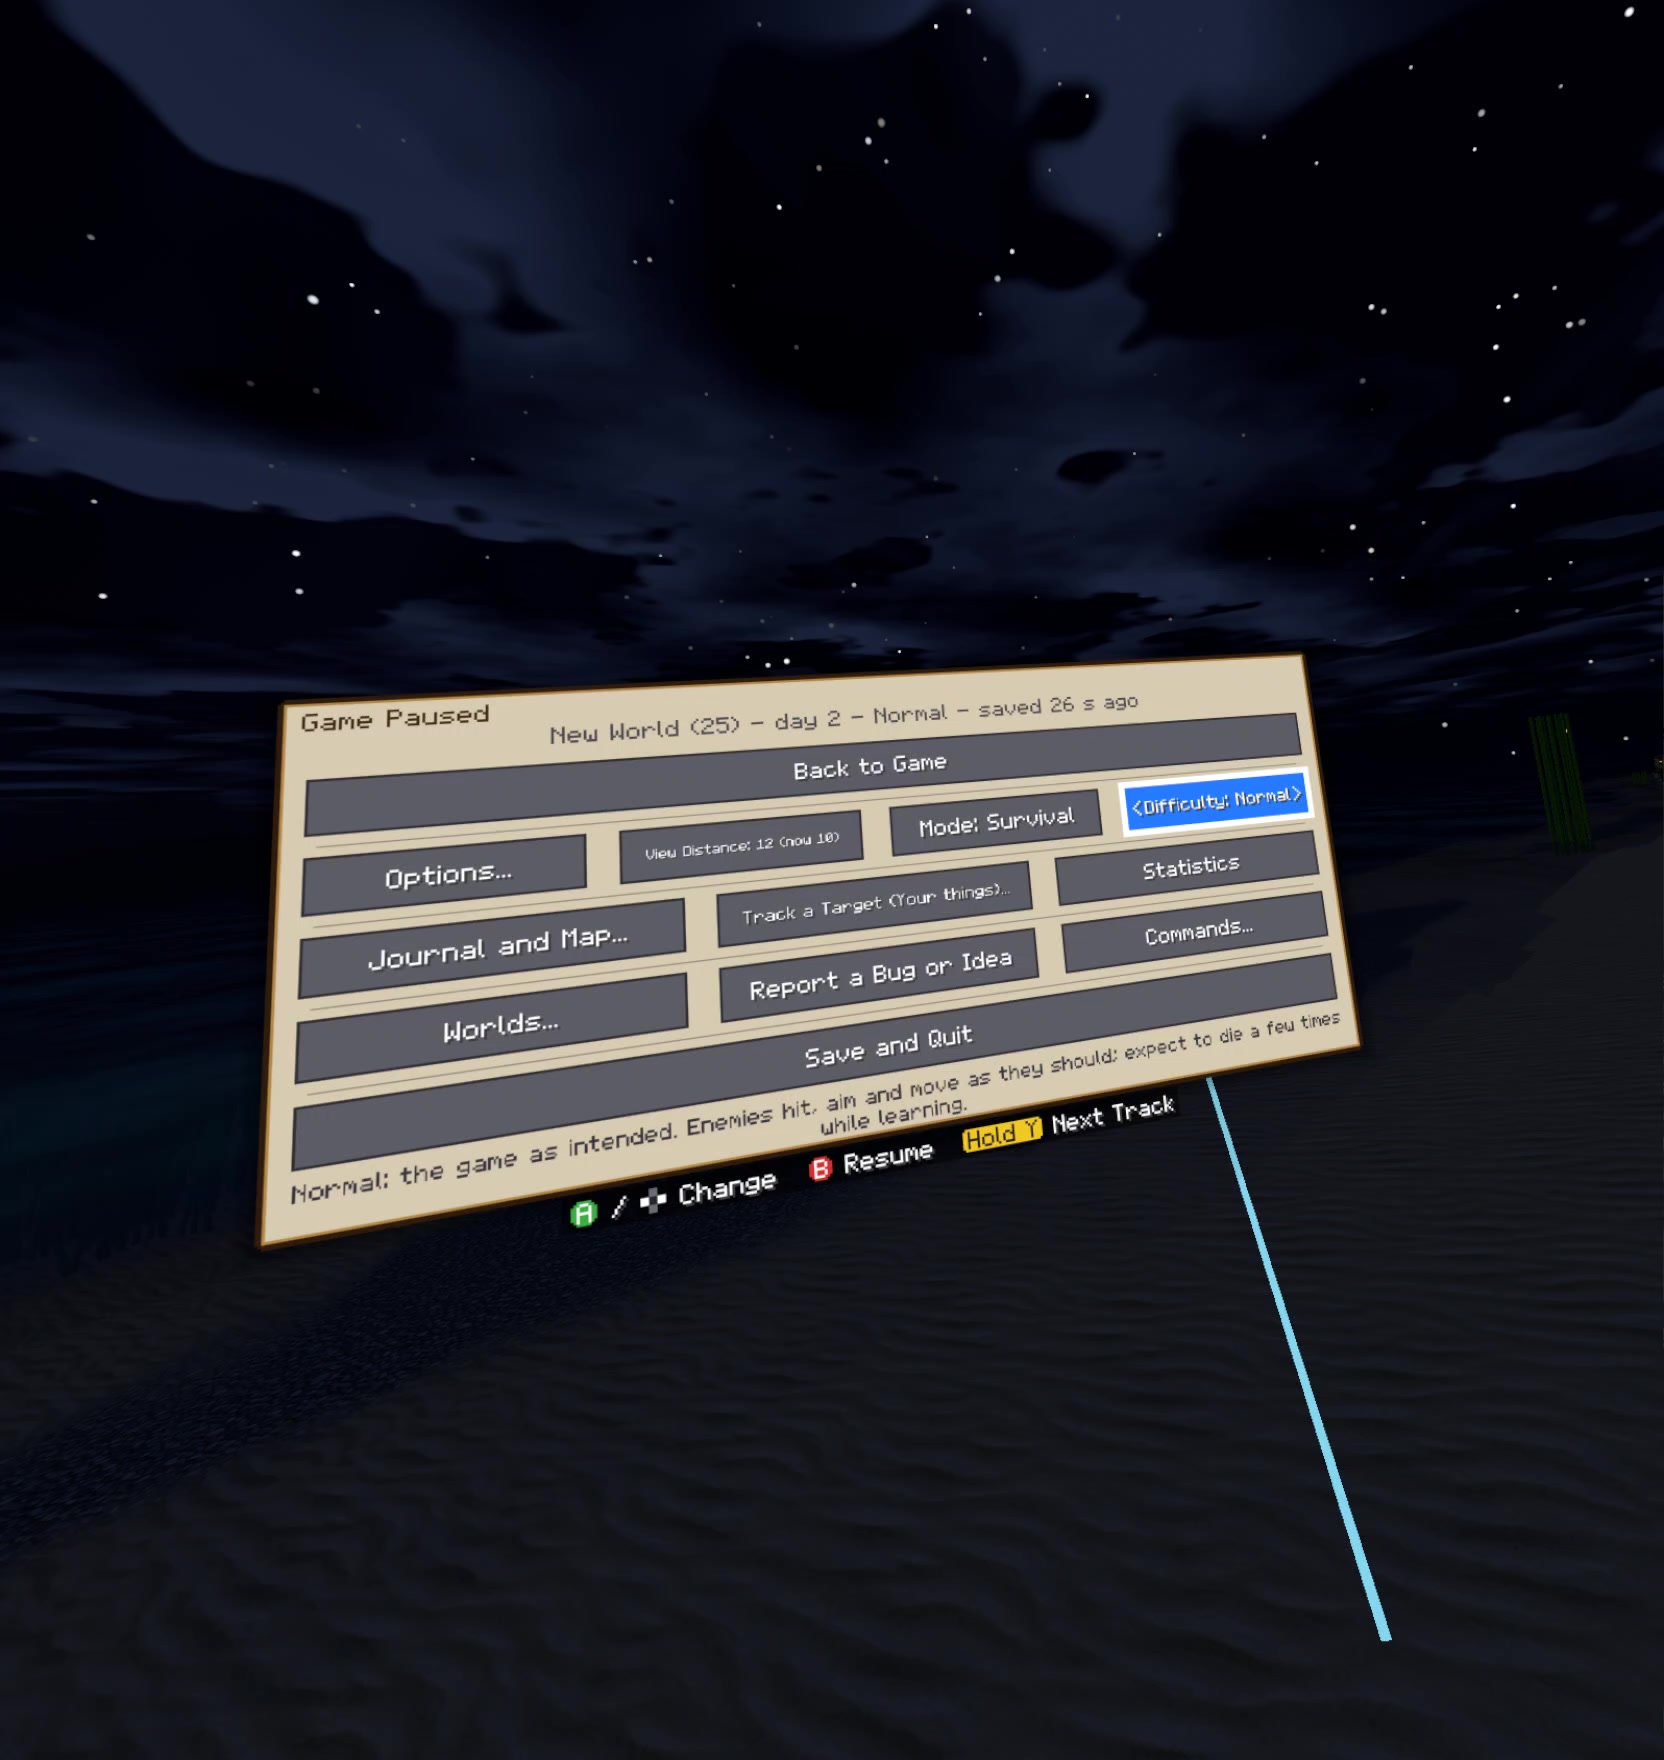 Game Paused
New World (25) - day 2 - Normal - saved 26 s ago
Back to Game
Options...
View Distance: 12 (now 10)
Mode: Survival
<Difficulty: Normal>
Journal and Map...
Track a Target (Your things)...
Statistics
Worlds...
Report a Bug or Idea
Commands...
Save and Quit
Normal: the game as intended. Enemies hit, aim and move as they should; expect to die a few times
while learning.
A / Change
B Resume
Hold Y Next Track